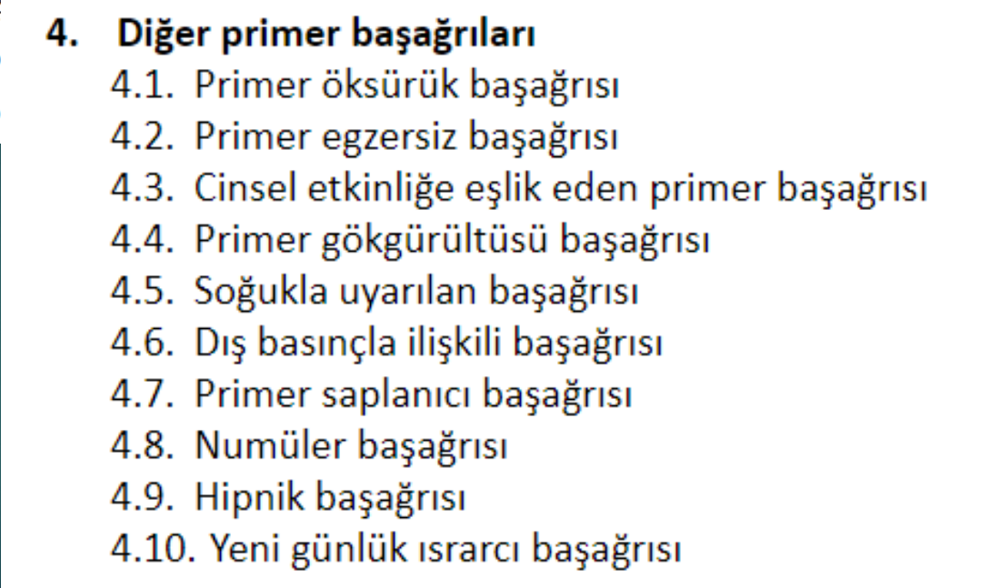 4. Diğer primer başağrıları
4.1. Primer öksürük başağrısı
4.2. Primer egzersiz başağrısı
4.3. Cinsel etkinliğe eşlik eden primer başağrısı
4.4. Primer gökgürültüsü başağrısı
4.5. Soğukla uyarılan başağrısı
4.6. Dış basınçla ilişkili başağrısı
4.7. Primer saplanıcı başağrısı
4.8. Numüler başağrısı
4.9. Hipnik başağrısı
4.10. Yeni günlük ısrarcı başağrısı